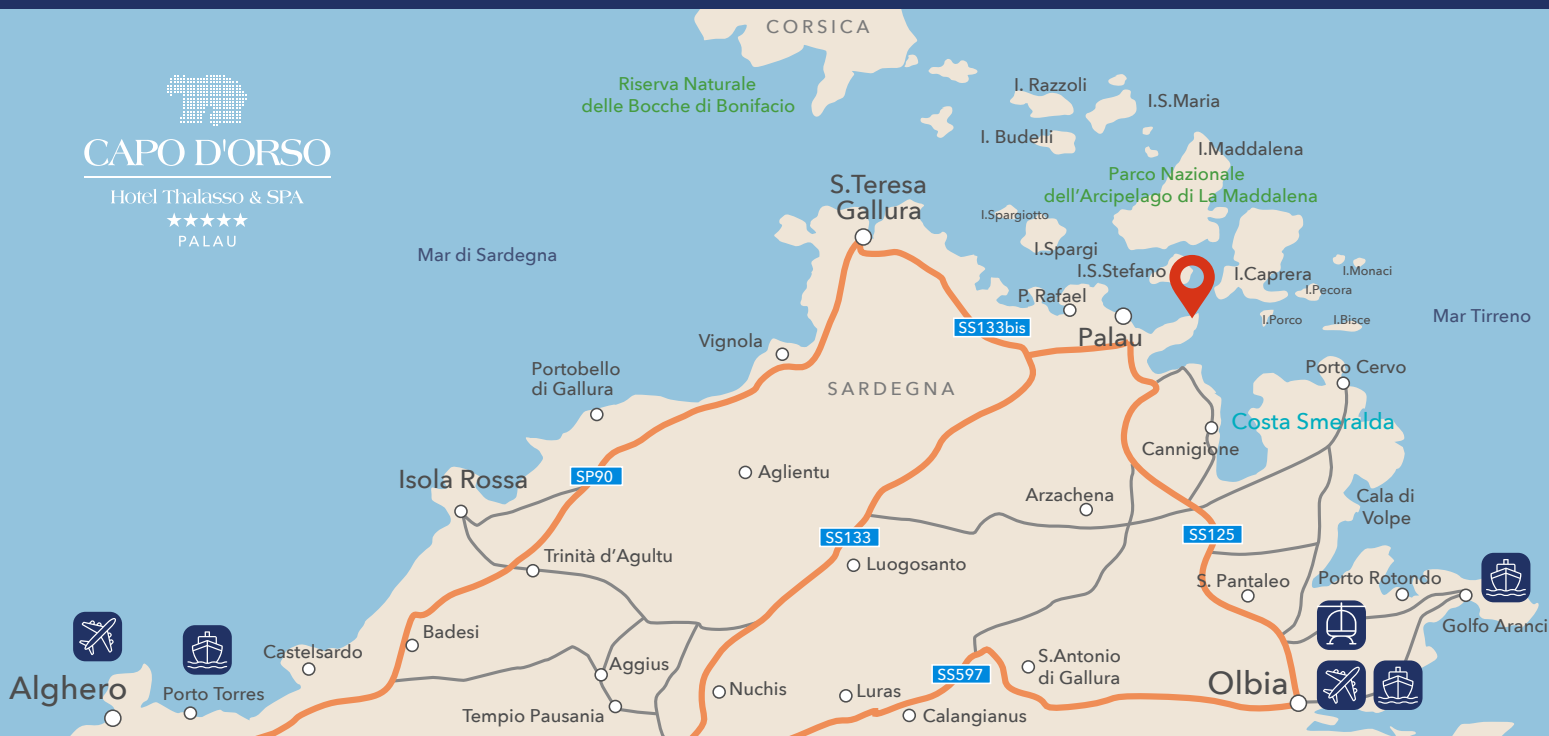 CORSICA
Riserva Naturale
delle Bocche di Bonifacio
I. Razzoli
I.S.Maria
I. Budelli
I.Maddalena
CAPO D'ORSO
Hotel Thalasso & SPA
★★★★★
PALAU
Parco Nazionale
dell'Arcipelago di La Maddalena
S.Teresa
Gallura
I.Spargiotto
I.Spargi
Mar di Sardegna
I.S.Stefano
I.Caprera
I.Monaci
I.Pecora
P. Rafael
I.Porco
I.Bisce
Mar Tirreno
SS133bis
Palau
Vignola
Portobello
di Gallura
Porto Cervo
SARDEGNA
Costa Smeralda
Cannigione
Isola Rossa
SP90
Aglientu
Arzachena
Cala di
Volpe
SS133
SS125
Trinità d'Agultu
Luogosanto
S. Pantaleo
Porto Rotondo
Golfo Aranci
Badesi
Castelsardo
Aggius
S.Antonio
di Gallura
SS597
Alghero
Porto Torres
Nuchis
Luras
Olbia
Tempio Pausania
Calangianus